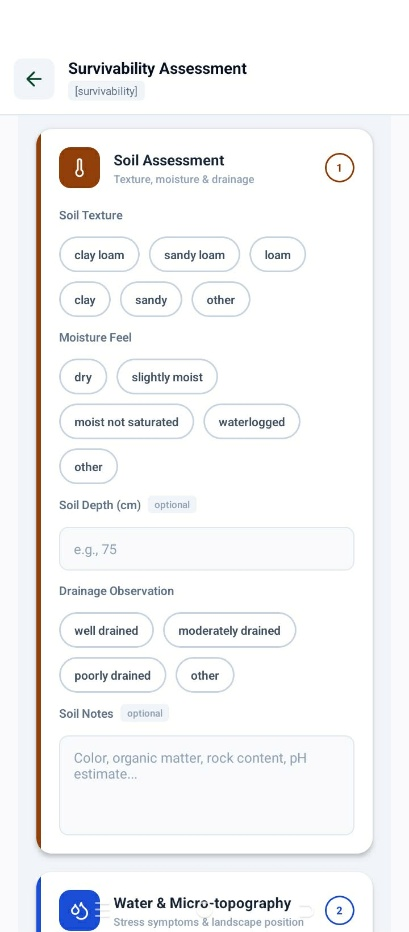 Survivability Assessment
[survivability]
Soil Assessment
Texture, moisture & drainage
1
Soil Texture
clay loam sandy loam loam
clay sandy other
Moisture Feel
dry slightly moist
moist not saturated waterlogged
other
Soil Depth (cm) optional
e.g., 75
Drainage Observation
well drained moderately drained
poorly drained other
Soil Notes optional
Color, organic matter, rock content, pH
estimate...
Water & Micro-topography
Stress symptoms & landscape position
2